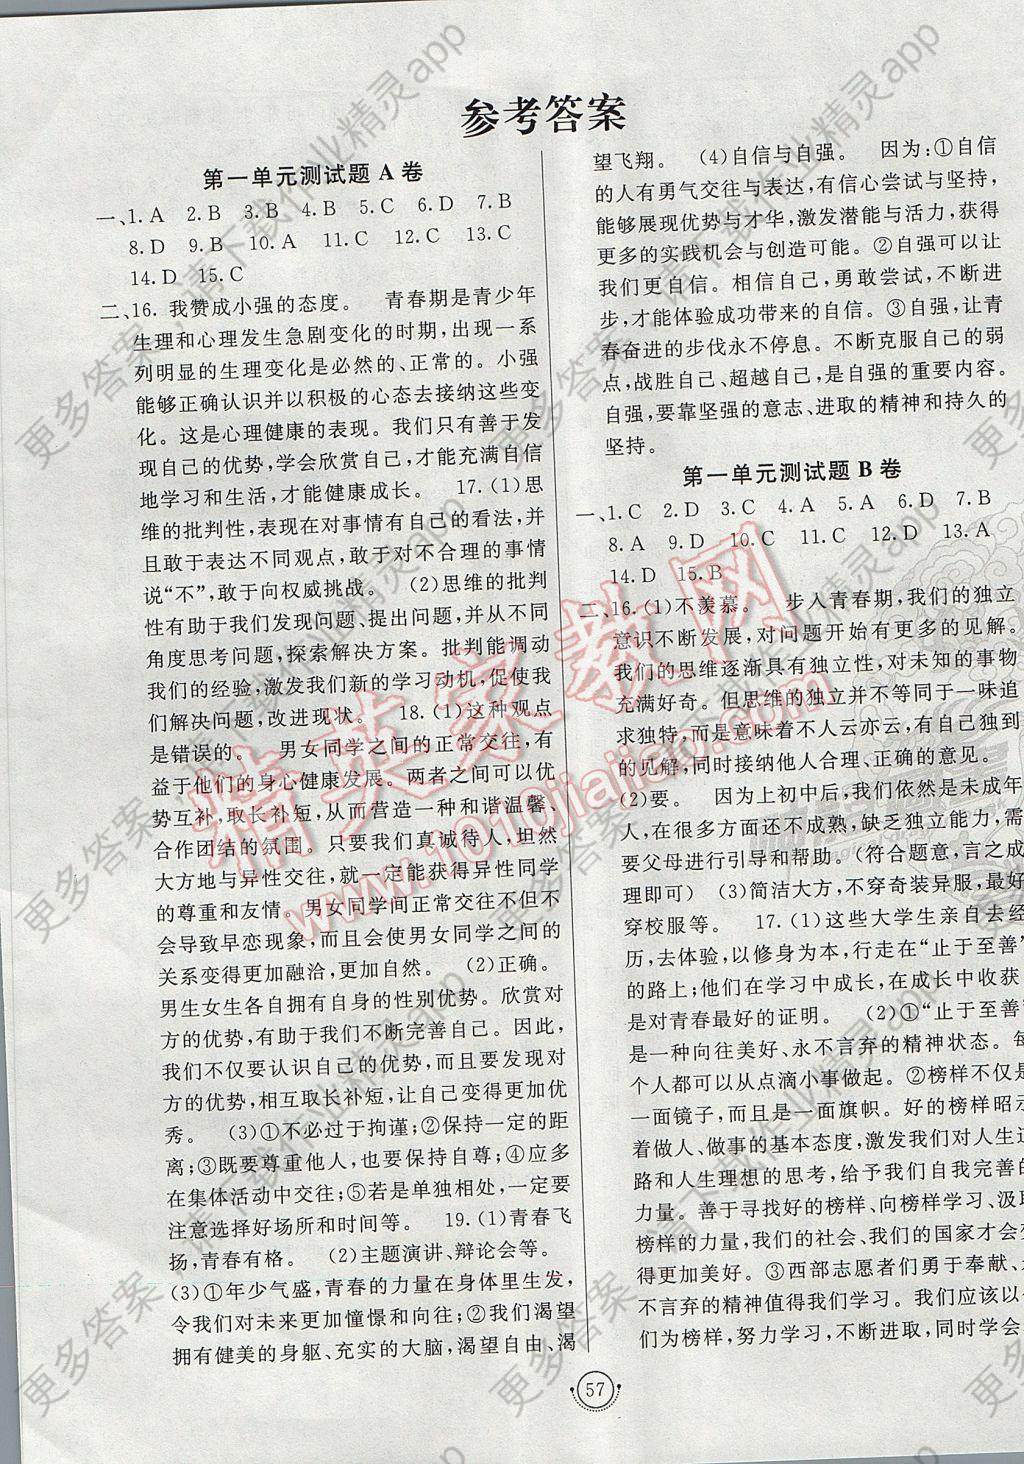 参考答案
第一单元测试题 A 卷
一、1. A 2. B 3. B 4. B 5. C 6. D 7. B
8. D 9. B 10. A 11. C 12. C 13. C
14. D 15. C
二、16. 我赞成小强的态度。 青春期是青少年
生理和心理发生急剧变化的时期,出现一系
列明显的生理变化是必然的、正常的。小强
能够正确认识并以积极的心态去接纳这些变
化。这是心理健康的表现。我们只有善于发
现自己的优势,学会欣赏自己,才能充满自信
地学习和生活,才能健康成长。 17. (1)思
维的批判性,表现在对事情有自己的看法,并
且敢于表达不同观点,敢于对不合理的事情
说“不”,敢于向权威挑战。 (2)思维的批判
性有助于我们发现问题、提出问题,从不同
角度思考问题,探索解决方案。批判能调动
我们的经验,激发我们新的学习动机,促使我
们解决问题,改进现状。 18. (1)这种观点
是错误的。 男女同学之间的正常交往,有
益于他们的身心健康发展。两者之间可以优
势互补,取长补短,从而营造一种和谐温馨、
合作团结的氛围。只要我们真诚待人,坦然
大方地与异性交往,就一定能获得异性同学
的尊重和友情。男女同学间正常交往不但不
会导致早恋现象,而且会使男女同学之间的
关系变得更加融洽,更加自然。 (2)正确。
男生女生各自拥有自身的性别优势。欣赏对
方的优势,有助于我们不断完善自己。因此,
我们不仅要认识自己的优势,而且要发现对
方的优势,相互取长补短,让自己变得更加优
秀。 (3)①不必过于拘谨;②保持一定的距
离;③既要尊重他人,也要保持自尊;④应多
在集体活动中交往;⑤若是单独相处,一定要
注意选择好场所和时间等。 19. (1)青春飞
扬,青春有格。 (2)主题演讲、辩论会等。
(3)①年少气盛,青春的力量在身体里生发,
令我们对未来更加憧憬和向往;②我们渴望
拥有健美的身躯、充实的大脑,渴望自由、渴
望飞翔。 (4)自信与自强。 因为:①自信
的人有勇气交往与表达,有信心尝试与坚持,
能够展现优势与才华,激发潜能与活力,获得
更多的实践机会与创造可能。②自强可以让
我们更自信。相信自己,勇敢尝试,不断进
步,才能体验成功带来的自信。③自强,让青
春奋进的步伐永不停息。不断克服自己的弱
点,战胜自己、超越自己,是自强的重要内容。
自强,要靠坚强的意志、进取的精神和持久的
坚持。
第一单元测试题 B 卷
一、1. C 2. D 3. C 4. A 5. A 6. D 7. B
8. A 9. D 10. C 11. C 12. D 13. A
14. D 15. B
二、16. (1)不羡慕。 步入青春期,我们的独立
意识不断发展,对问题开始有更多的见解。
我们的思维逐渐具有独立性,对未知的事物
充满好奇。但思维的独立并不等同于一味追
求独特,而是意味着不人云亦云,有自己独到
的见解,同时接纳他人合理、正确的意见。
(2)要。 因为上初中后,我们依然是未成年
人,在很多方面还不成熟,缺乏独立能力,需
要父母进行引导和帮助。(符合题意,言之成
理即可) (3)简洁大方,不穿奇装异服,最好
穿校服等。 17. (1)这些大学生亲自去经
历,去体验,以修身为本,行走在“止于至善”
的路上;他们在学习中成长,在成长中收获,
是对青春最好的证明。 (2)①“止于至善”
是一种向往美好、永不言弃的精神状态。每
个人都可以从点滴小事做起。②榜样不仅是
一面镜子,而且是一面旗帜。好的榜样昭示
着做人、做事的基本态度,激发我们对人生道
路和人生理想的思考,给予我们自我完善的
力量。善于寻找好的榜样,向榜样学习、汲取
榜样的力量,我们的社会、我们的国家才会变
得更加美好。③西部志愿者们勇于奉献、永
不言弃的精神值得我们学习。我们应该以他
们为榜样,努力学习,不断进取,同时学会
57
精英家教网
www.1010jiajiao.com
更多答案,请下载作业精灵app